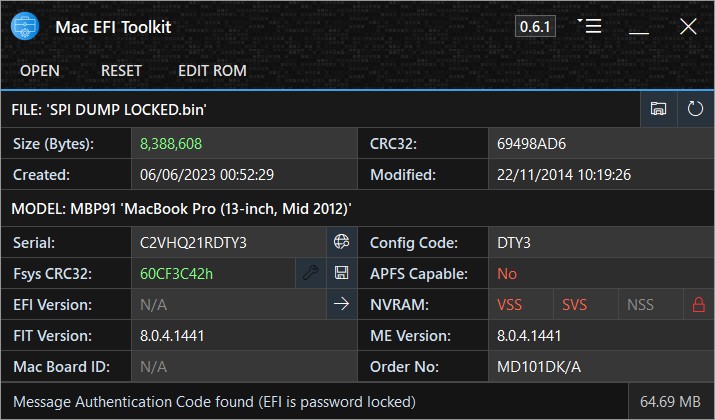 Mac EFI Toolkit 0.6.1
OPEN RESET EDIT ROM
FILE: 'SPI DUMP LOCKED.bin'
Size (Bytes): 8,388,608 CRC32: 69498AD6
Created: 06/06/2023 00:52:29 Modified: 22/11/2014 10:19:26
MODEL: MBP91 'MacBook Pro (13-inch, Mid 2012)'
Serial: C2VHQ21RDTY3 Config Code: DTY3
Fsys CRC32: 60CF3C42h APFS Capable: No
EFI Version: N/A NVRAM: VSS SVS NSS
FIT Version: 8.0.4.1441 ME Version: 8.0.4.1441
Mac Board ID: N/A Order No: MD101DK/A
Message Authentication Code found (EFI is password locked) 64.69 MB